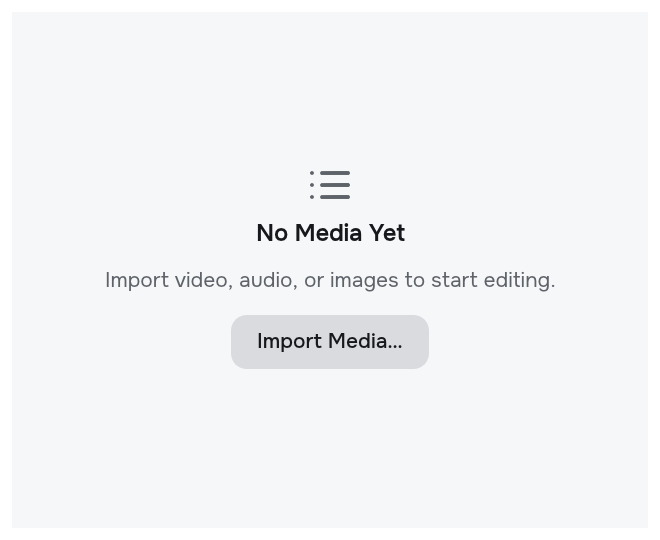 No Media Yet
Import video, audio, or images to start editing.
Import Media...